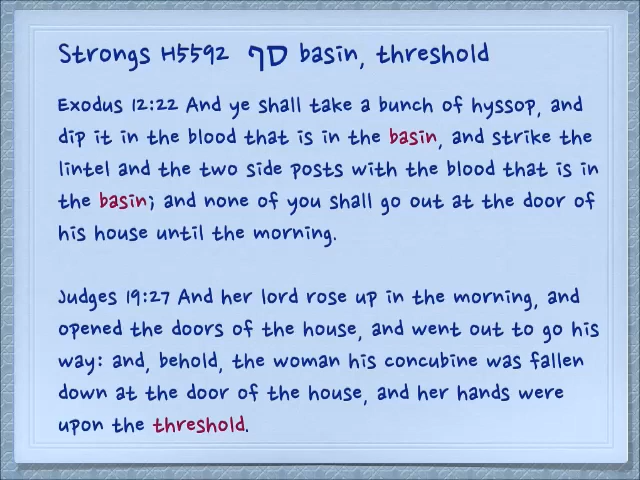 Strongs H5592 סף basin, threshold
Exodus 12:22 And ye shall take a bunch of hyssop, and
dip it in the blood that is in the basin, and strike the
lintel and the two side posts with the blood that is in
the basin; and none of you shall go out at the door of
his house until the morning.
Judges 19:27 And her lord rose up in the morning, and
opened the doors of the house, and went out to go his
way: and, behold, the woman his concubine was fallen
down at the door of the house, and her hands were
upon the threshold.